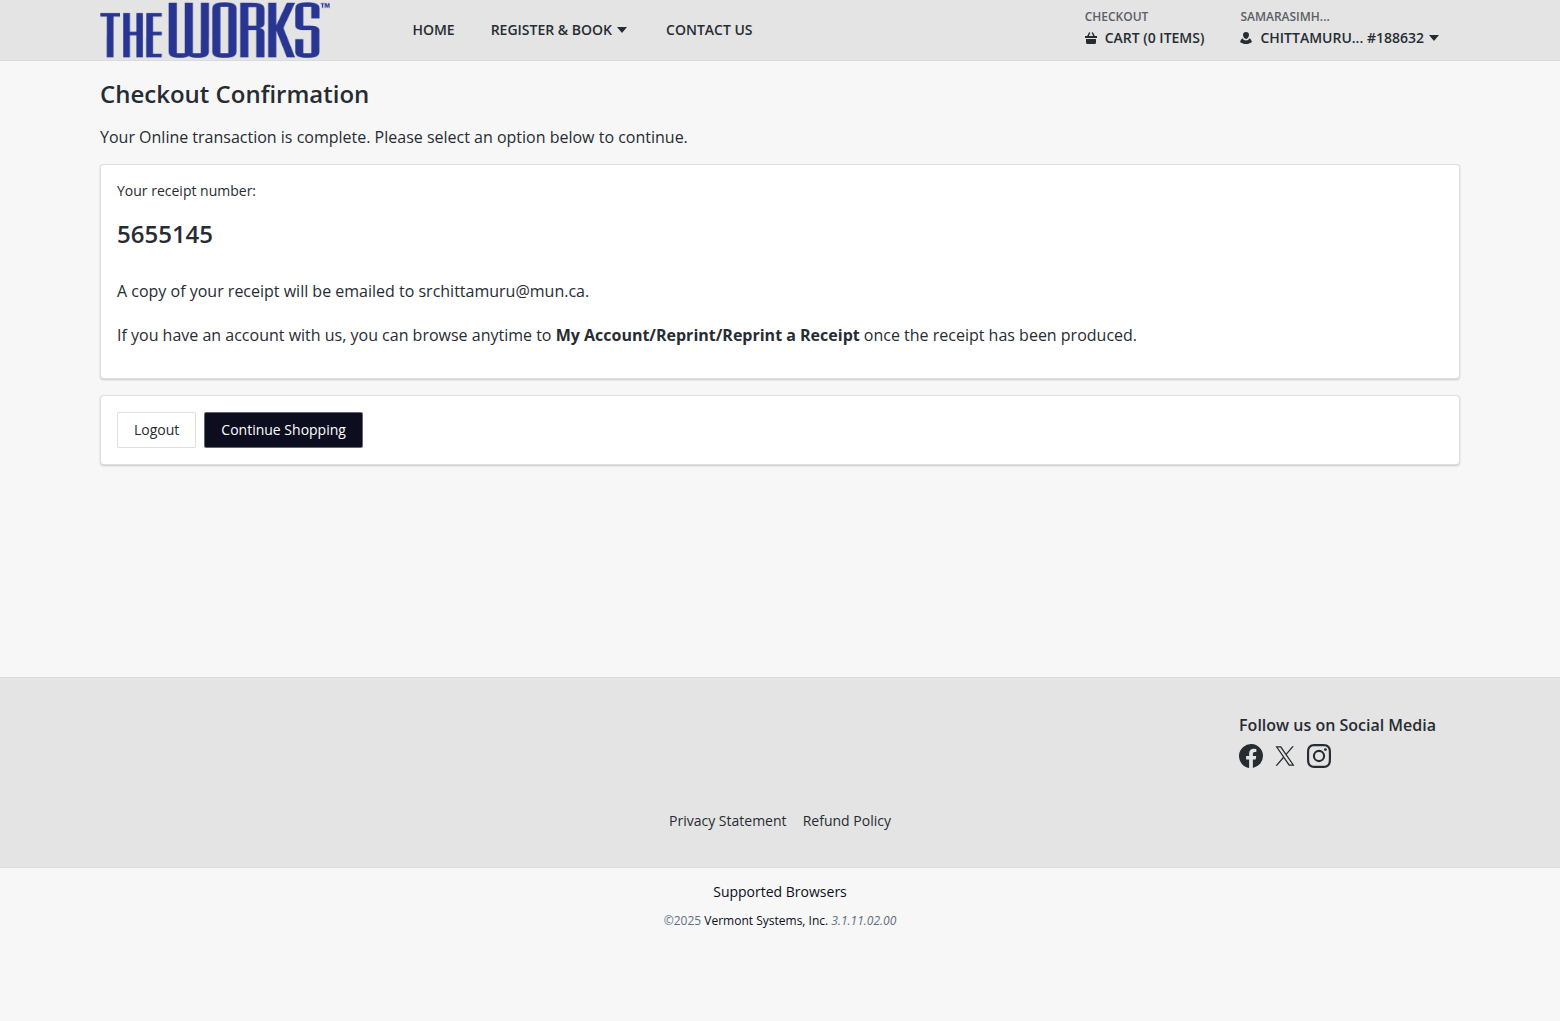 THE WORKS™
HOME
REGISTER & BOOK
CONTACT US
CHECKOUT
CART (0 ITEMS)
SAMARASIMH...
CHITTAMURU... #188632
Checkout Confirmation
Your Online transaction is complete. Please select an option below to continue.
Your receipt number:
5655145
A copy of your receipt will be emailed to srchittamuru@mun.ca.
If you have an account with us, you can browse anytime to My Account/Reprint/Reprint a Receipt once the receipt has been produced.
Logout
Continue Shopping
Follow us on Social Media
Privacy Statement
Refund Policy
Supported Browsers
©2025 Vermont Systems, Inc. 3.1.11.02.00